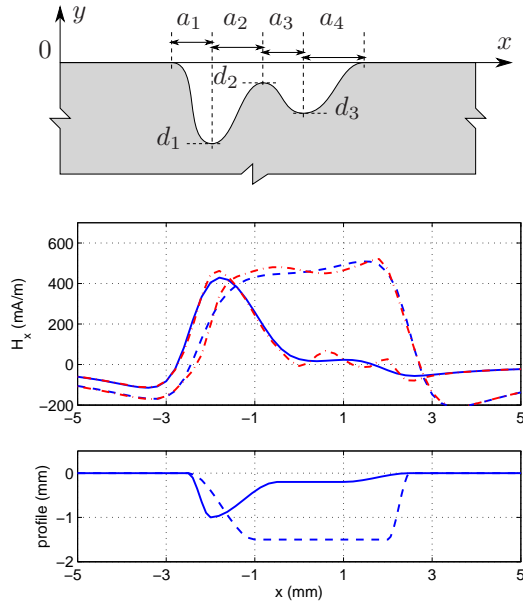 y a₁ a₂ a₃ a₄
0 x
d₂
d₃
d₁
600
400
200
0
−200
Hₓ (mA/m)
−5 −3 −1 1 3 5
0
−1
−2
profile (mm)
−5 −3 −1 1 3 5
x (mm)